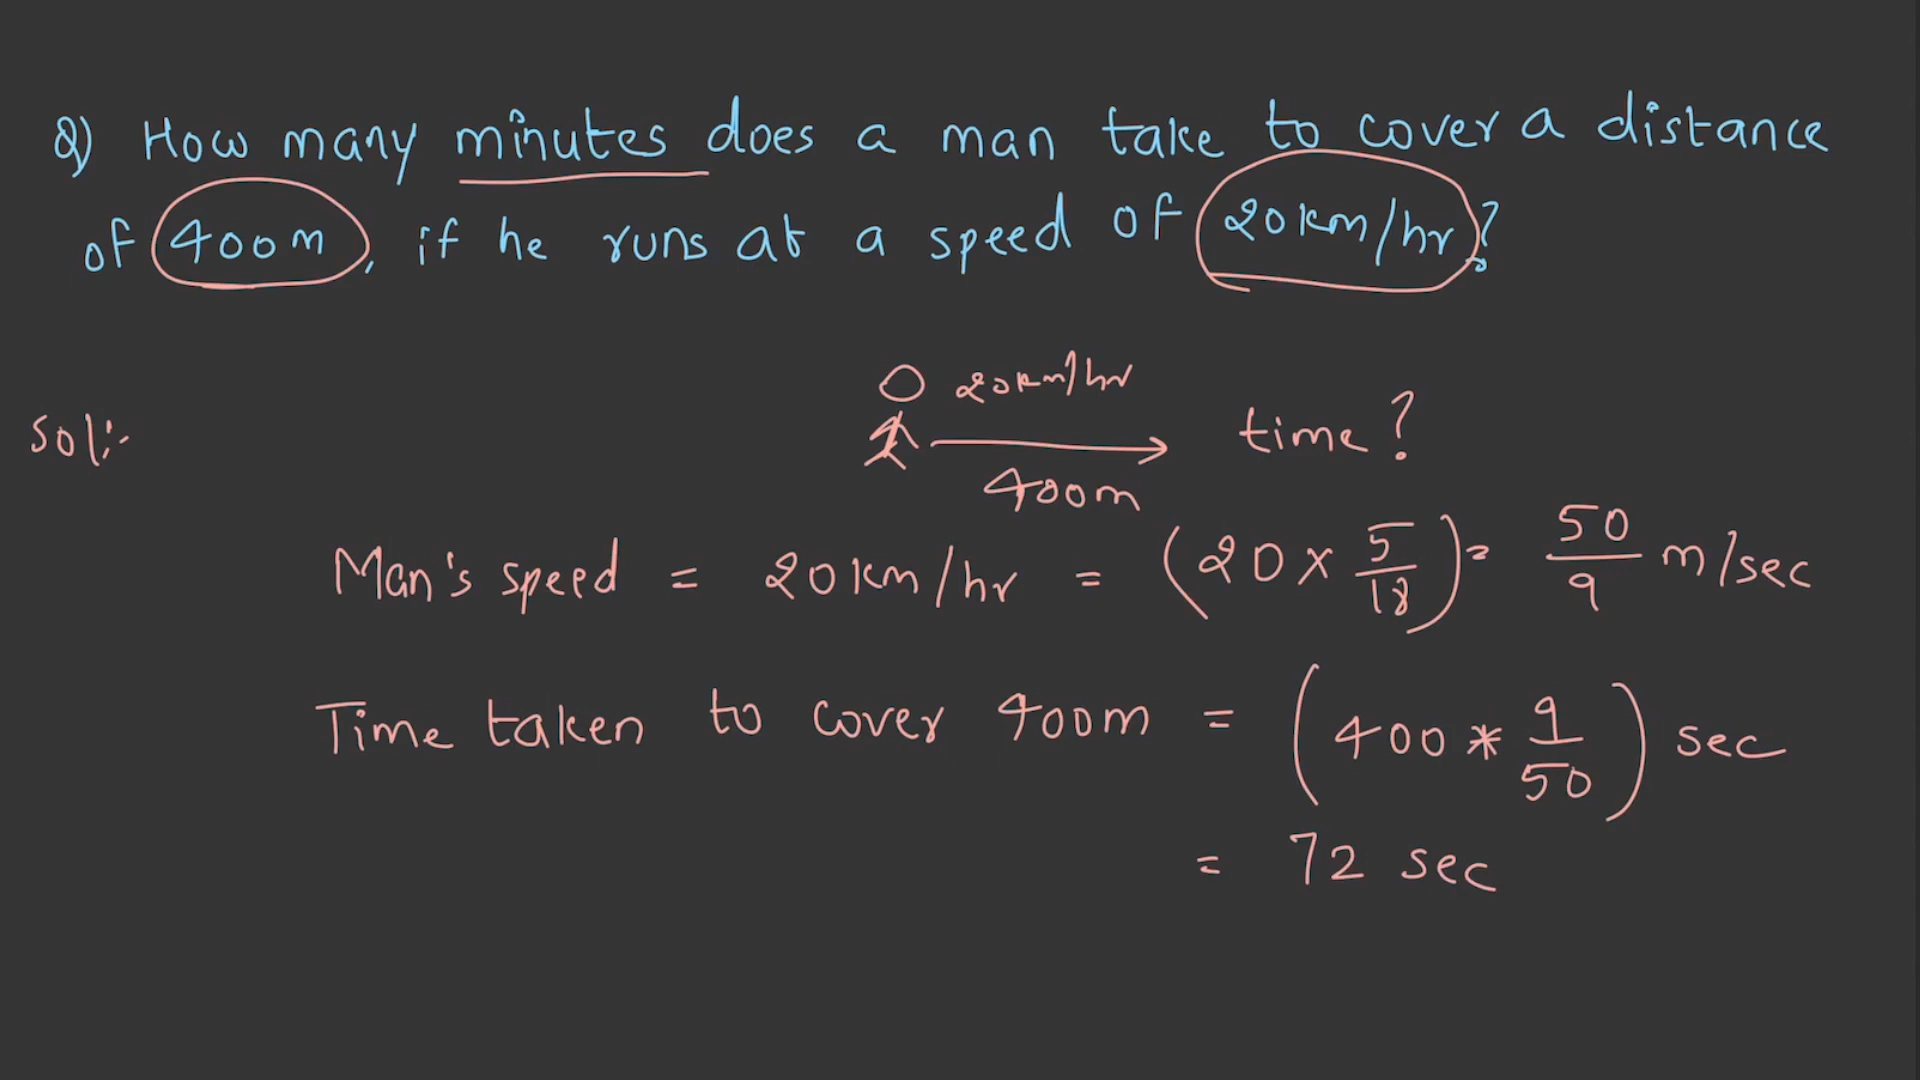 Q) How many minutes does a man take to cover a distance
of 400m, if he runs at a speed of 20km/hr?
20km/hr
Sol:-
time?
400m
Man's speed = 20km/hr = (20 × 5/18) = 50/9 m/sec
Time taken to cover 400m = (400 * 9/50) sec
= 72 sec